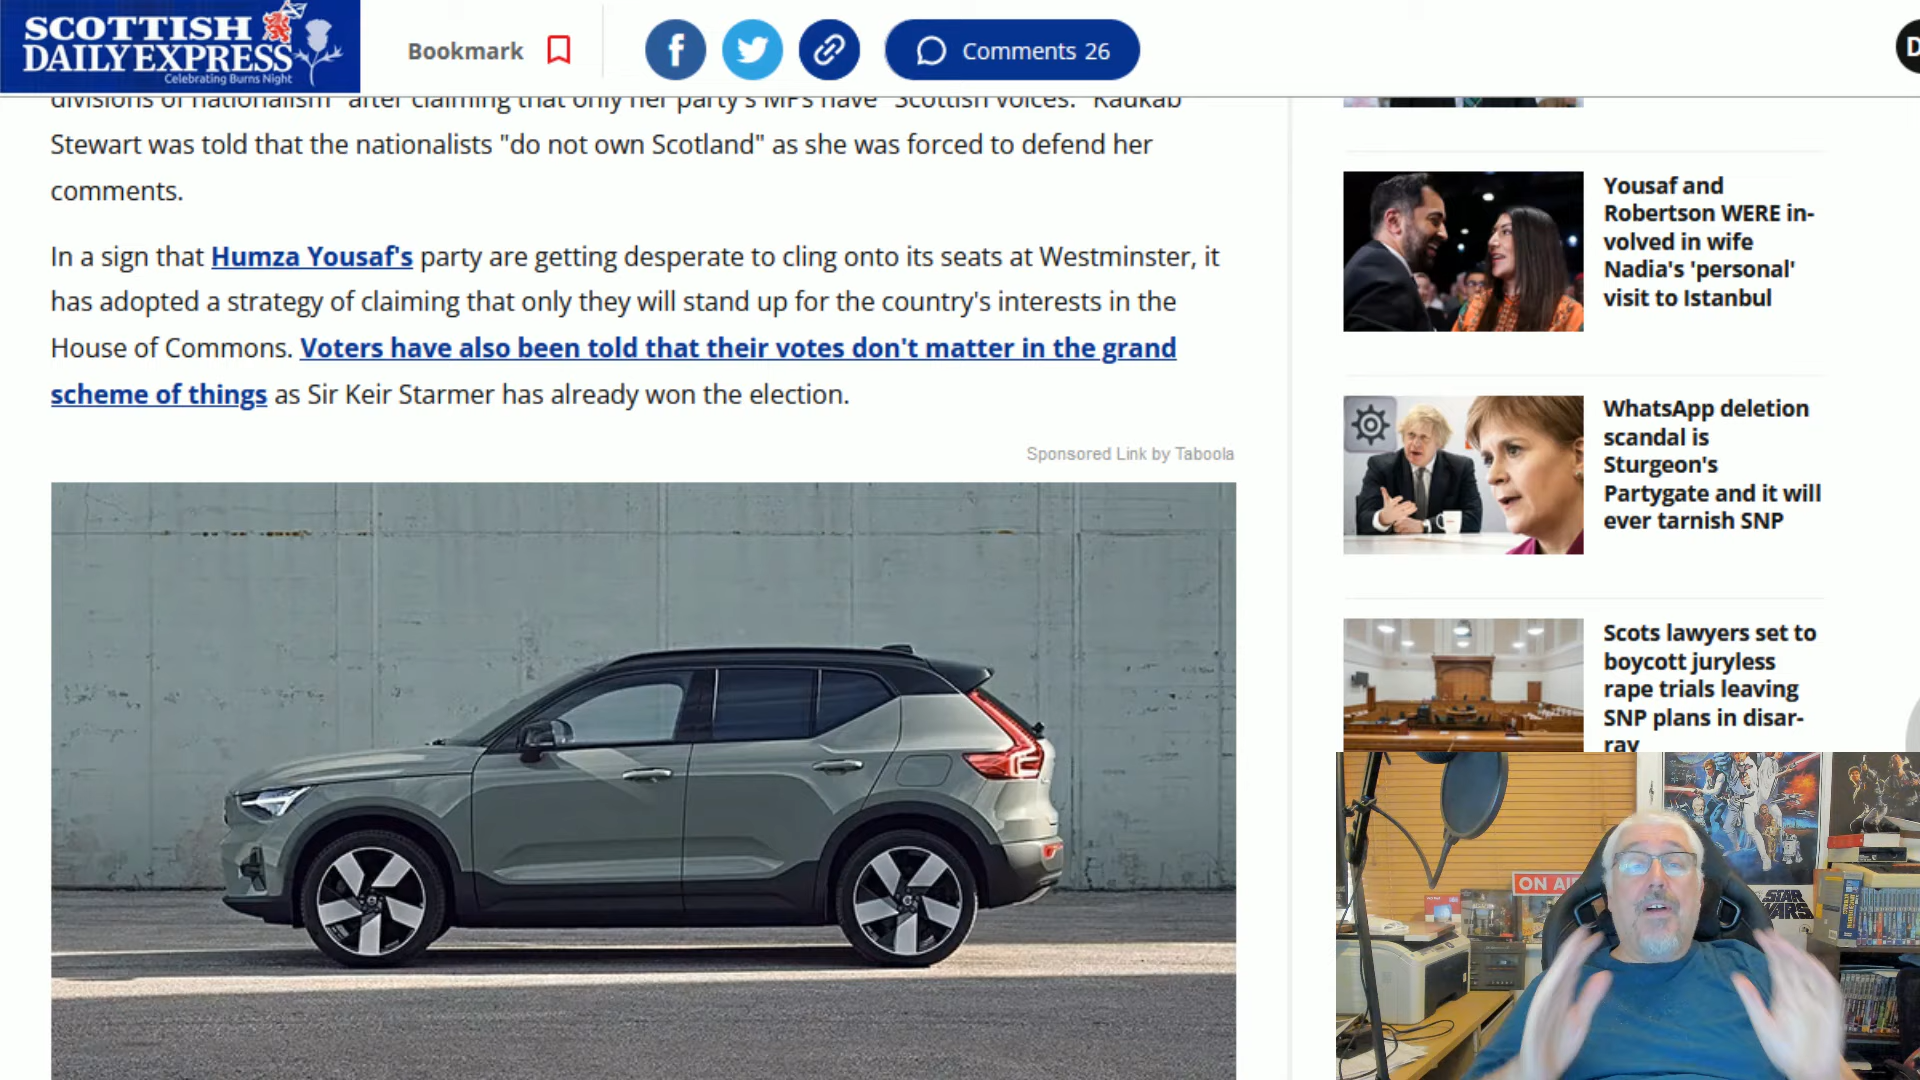 SCOTTISH
DAILY EXPRESS
Celebrating Burns Night
Bookmark
f
Comments 26
D
divisions of nationalism" after claiming that only her party's MPs have "Scottish voices." Kaukab
Stewart was told that the nationalists "do not own Scotland" as she was forced to defend her
comments.
In a sign that Humza Yousaf's party are getting desperate to cling onto its seats at Westminster, it
has adopted a strategy of claiming that only they will stand up for the country's interests in the
House of Commons. Voters have also been told that their votes don't matter in the grand
scheme of things as Sir Keir Starmer has already won the election.
Sponsored Link by Taboola
Yousaf and
Robertson WERE in-
volved in wife
Nadia's 'personal'
visit to Istanbul
WhatsApp deletion
scandal is
Sturgeon's
Partygate and it will
ever tarnish SNP
Scots lawyers set to
boycott juryless
rape trials leaving
SNP plans in disar-
ray
ON AI
STAR
WARS